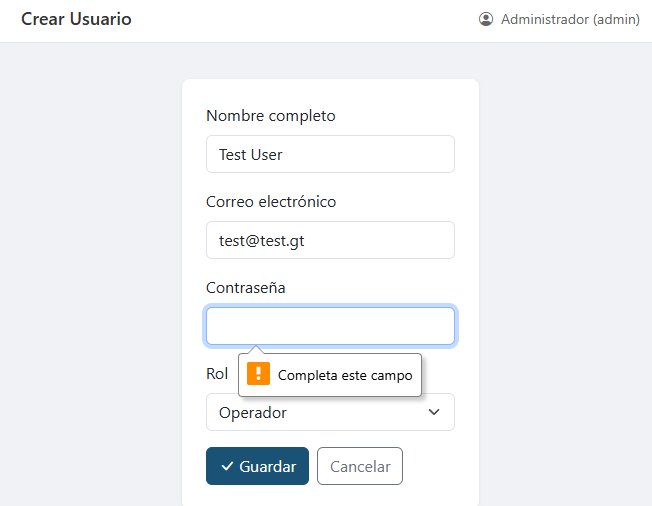 Crear Usuario
Administrador (admin)
Nombre completo
Test User
Correo electrónico
test@test.gt
Contraseña
Rol
Completa este campo
Operador
Guardar
Cancelar